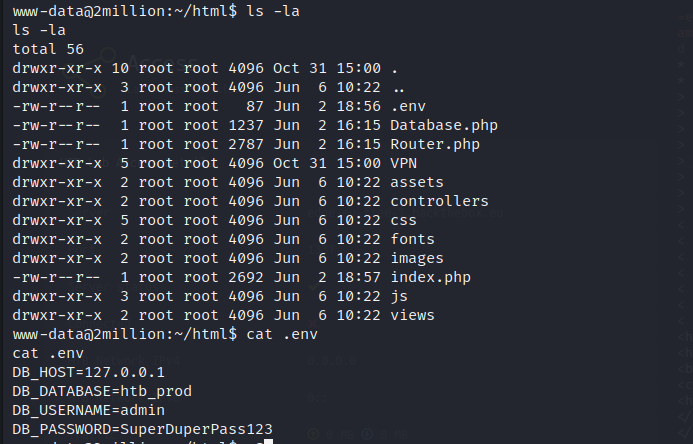 www-data@2million:~/html$ ls -la
ls -la
total 56
drwxr-xr-x 10 root root 4096 Oct 31 15:00 .
drwxr-xr-x  3 root root 4096 Jun  6 10:22 ..
-rw-r--r--  1 root root   87 Jun  2 18:56 .env
-rw-r--r--  1 root root 1237 Jun  2 16:15 Database.php
-rw-r--r--  1 root root 2787 Jun  2 16:15 Router.php
drwxr-xr-x  5 root root 4096 Oct 31 15:00 VPN
drwxr-xr-x  2 root root 4096 Jun  6 10:22 assets
drwxr-xr-x  2 root root 4096 Jun  6 10:22 controllers
drwxr-xr-x  5 root root 4096 Jun  6 10:22 css
drwxr-xr-x  2 root root 4096 Jun  6 10:22 fonts
drwxr-xr-x  2 root root 4096 Jun  6 10:22 images
-rw-r--r--  1 root root 2692 Jun  2 18:57 index.php
drwxr-xr-x  3 root root 4096 Jun  6 10:22 js
drwxr-xr-x  2 root root 4096 Jun  6 10:22 views
www-data@2million:~/html$ cat .env
cat .env
DB_HOST=127.0.0.1
DB_DATABASE=htb_prod
DB_USERNAME=admin
DB_PASSWORD=SuperDuperPass123